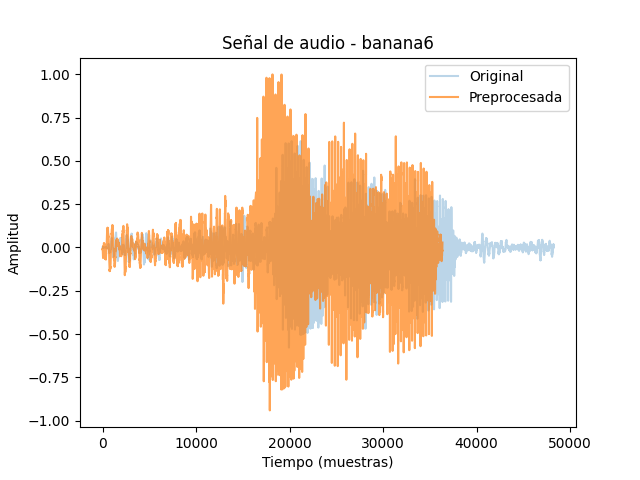 Señal de audio - banana6
Original
Preprocesada
1.00
0.75
0.50
0.25
0.00
−0.25
−0.50
−0.75
−1.00
Amplitud
0 10000 20000 30000 40000 50000
Tiempo (muestras)